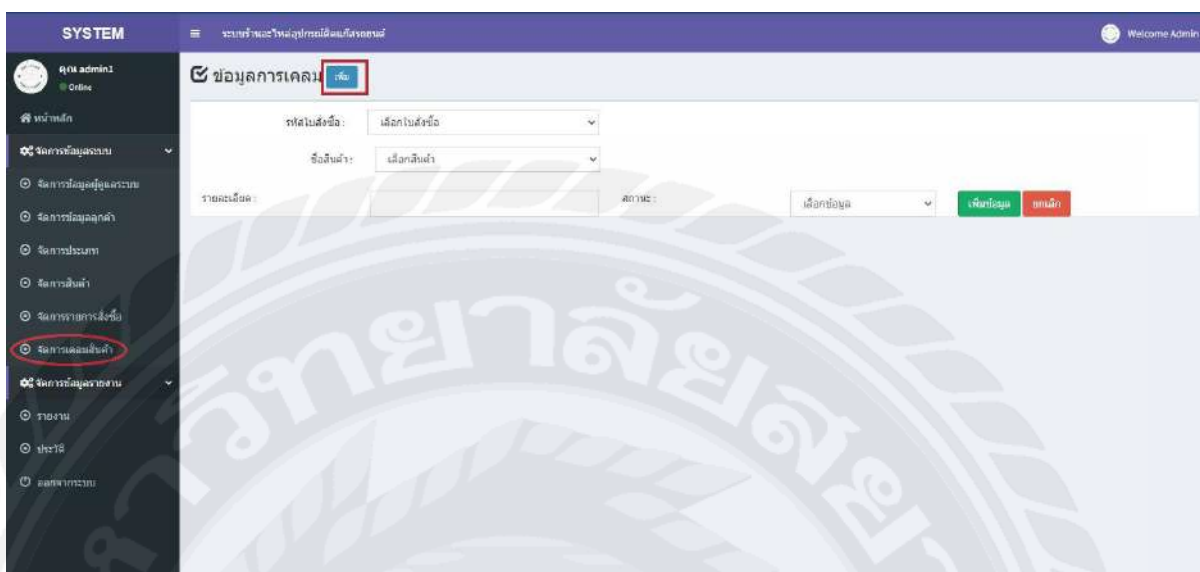 SYSTEM
ระบบร้านอะไหล่อุปกรณ์ติดแก๊สรถยนต์
Welcome Admin
คุณ admin1
Online
ข้อมูลการเคลม เพิ่ม
หน้าหลัก
รหัสใบสั่งซื้อ : เลือกใบสั่งซื้อ
จัดการข้อมูลระบบ
ชื่อสินค้า : เลือกสินค้า
จัดการข้อมูลผู้ดูแลระบบ
รายละเอียด : สถานะ : เลือกข้อมูล เพิ่มข้อมูล ยกเลิก
จัดการข้อมูลลูกค้า
จัดการประเภท
จัดการสินค้า
จัดการรายการสั่งซื้อ
จัดการเคลมสินค้า
จัดการข้อมูลรายงาน
รายงาน
ประวัติ
ออกจากระบบ